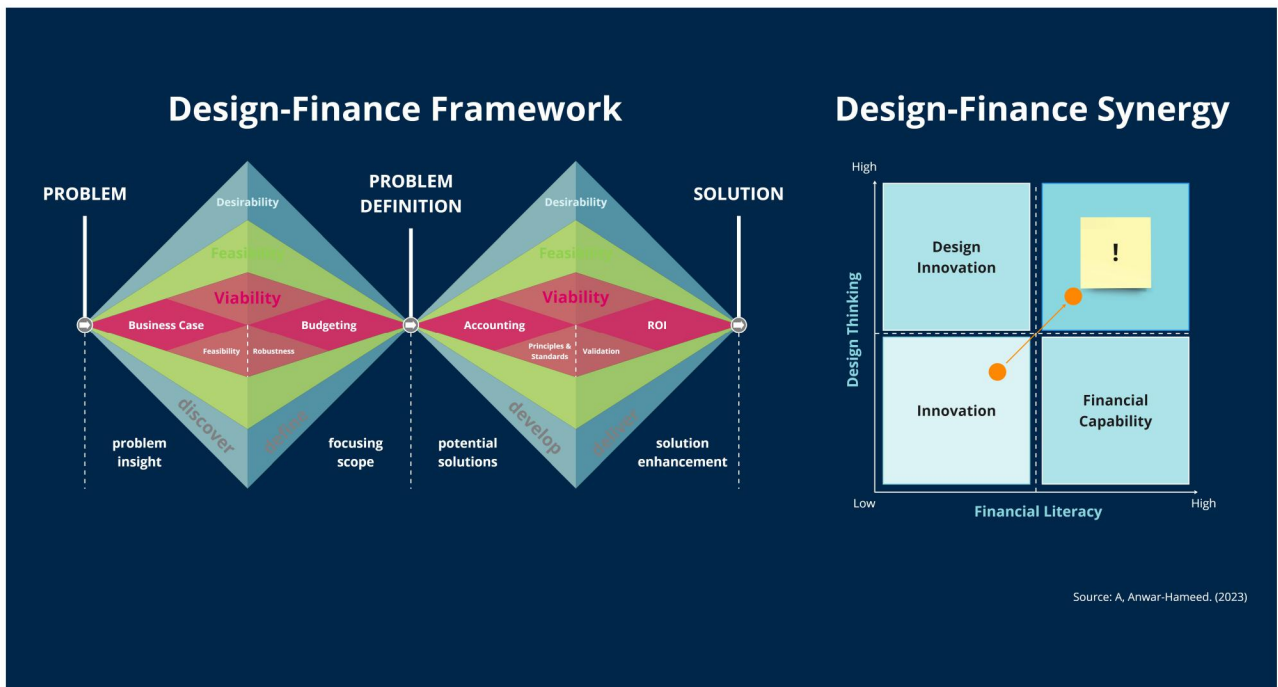 Design-Finance Framework
PROBLEM
PROBLEM
DEFINITION
SOLUTION
Desirability
Desirability
Feasibility
Feasibility
Viability
Viability
Business Case
Budgeting
Accounting
ROI
Feasibility
Robustness
Principles &
Standards
Validation
discover
define
develop
deliver
problem
insight
focusing
scope
potential
solutions
solution
enhancement
Design-Finance Synergy
High
Design
Innovation
!
Design Thinking
Innovation
Financial
Capability
Low
High
Financial Literacy
Source: A, Anwar-Hameed. (2023)